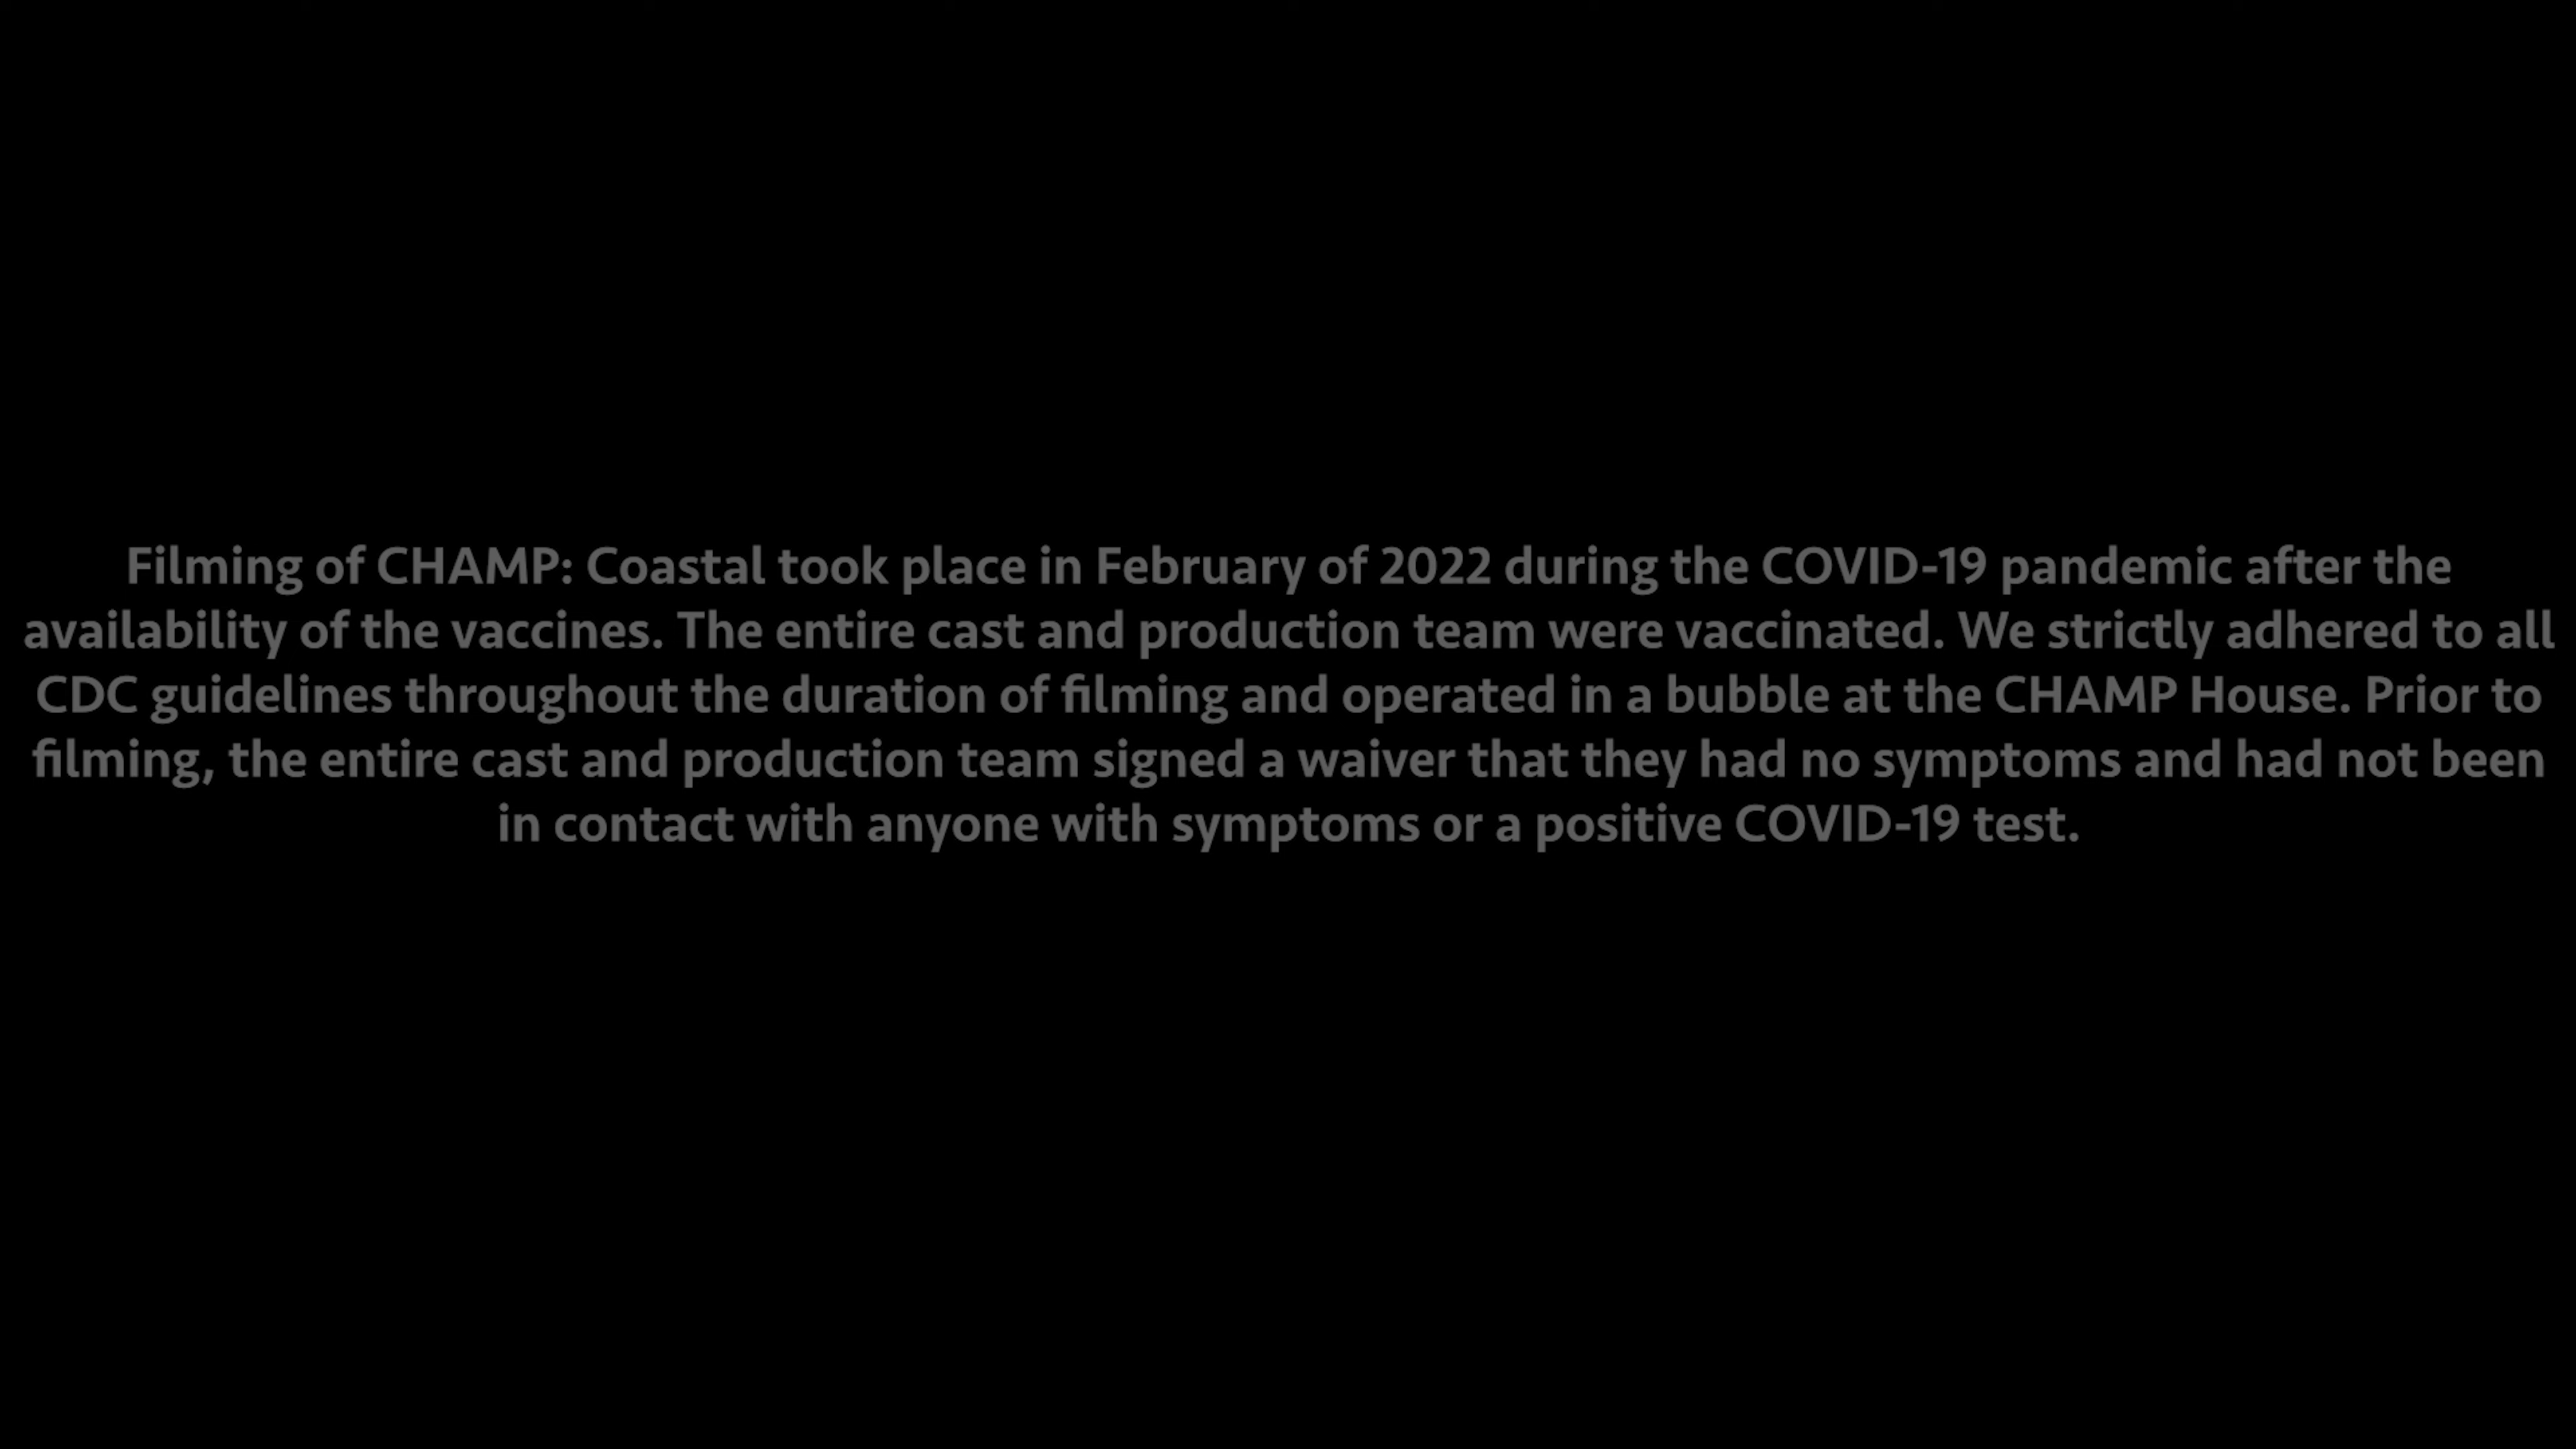 Filming of CHAMP: Coastal took place in February of 2022 during the COVID-19 pandemic after the
availability of the vaccines. The entire cast and production team were vaccinated. We strictly adhered to all
CDC guidelines throughout the duration of filming and operated in a bubble at the CHAMP House. Prior to
filming, the entire cast and production team signed a waiver that they had no symptoms and had not been
in contact with anyone with symptoms or a positive COVID-19 test.